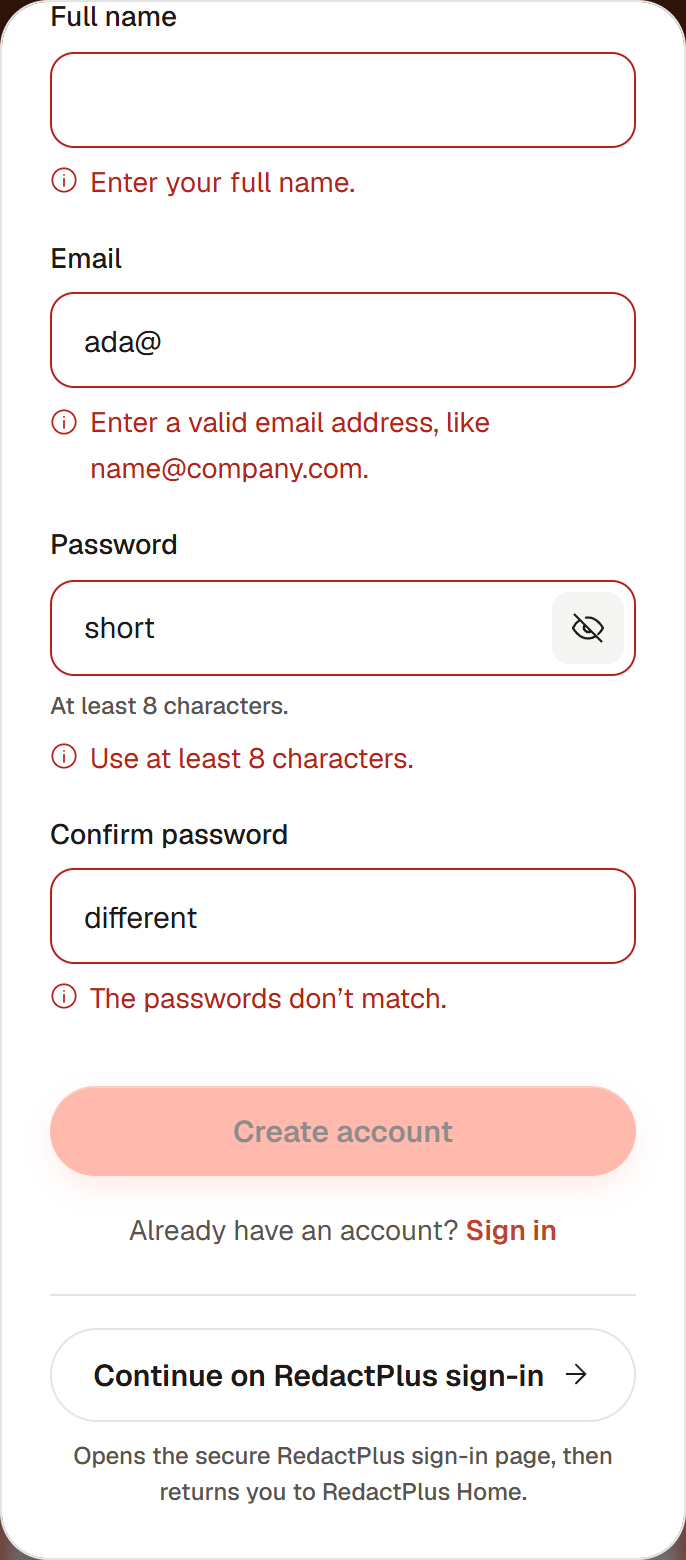 Full name
Enter your full name.
Email
ada@
Enter a valid email address, like
name@company.com.
Password
short
At least 8 characters.
Use at least 8 characters.
Confirm password
different
The passwords don’t match.
Create account
Already have an account? Sign in
Continue on RedactPlus sign-in →
Opens the secure RedactPlus sign-in page, then
returns you to RedactPlus Home.